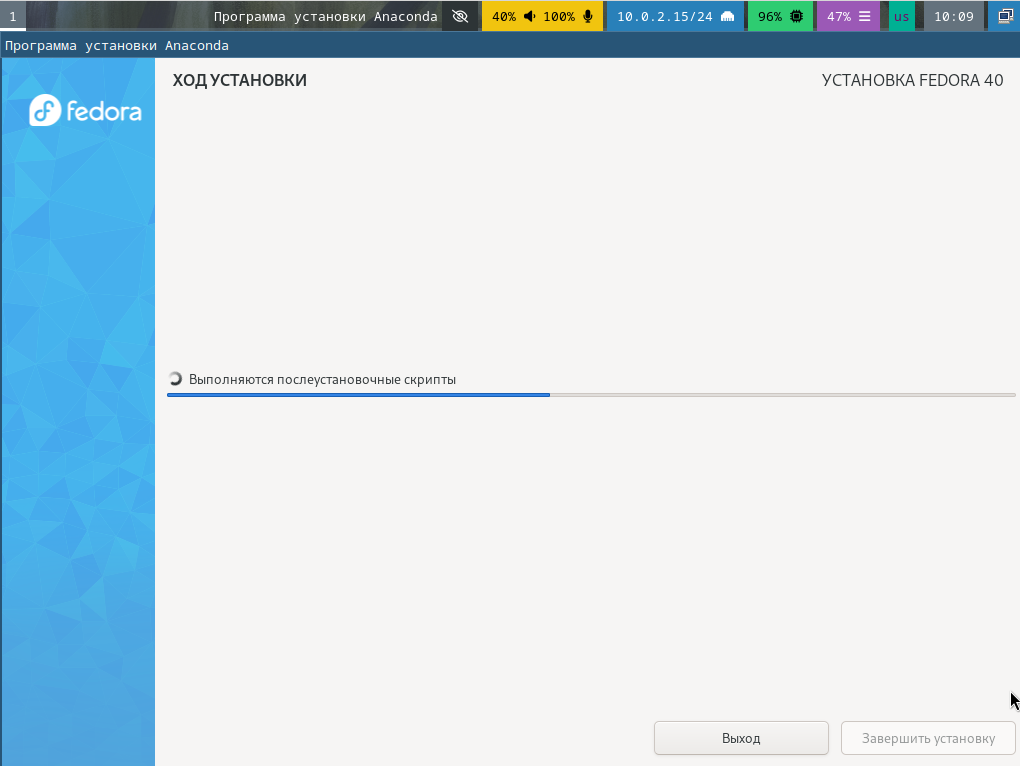 1 Программа установки Anaconda 40% 100% 10.0.2.15/24 96% 47% us 10:09
Программа установки Anaconda
fedora
ХОД УСТАНОВКИ
УСТАНОВКА FEDORA 40
Выполняются послеустановочные скрипты
Выход
Завершить установку